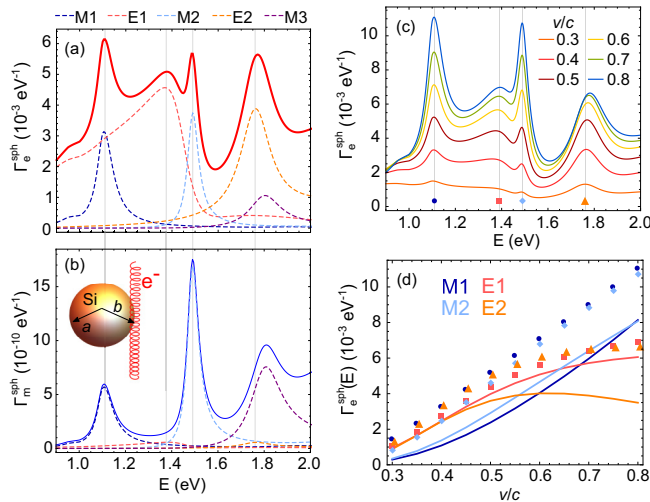 M1 E1 M2 E2 M3
(a)
Γ_e^sph (10^-3 eV^-1)
6
5
4
3
2
1
0
(b)
Γ_m^sph (10^-10 eV^-1)
15
10
5
0
Si
a
b
e^-
1.0 1.2 1.4 1.6 1.8 2.0
E (eV)
(c)
v/c
0.3 0.6
0.4 0.7
0.5 0.8
Γ_e^sph (10^-3 eV^-1)
10
8
6
4
2
0
1.0 1.2 1.4 1.6 1.8 2.0
E (eV)
(d)
M1 E1
M2 E2
Γ_e^sph(E) (10^-3 eV^-1)
10
8
6
4
2
0
0.3 0.4 0.5 0.6 0.7 0.8
v/c